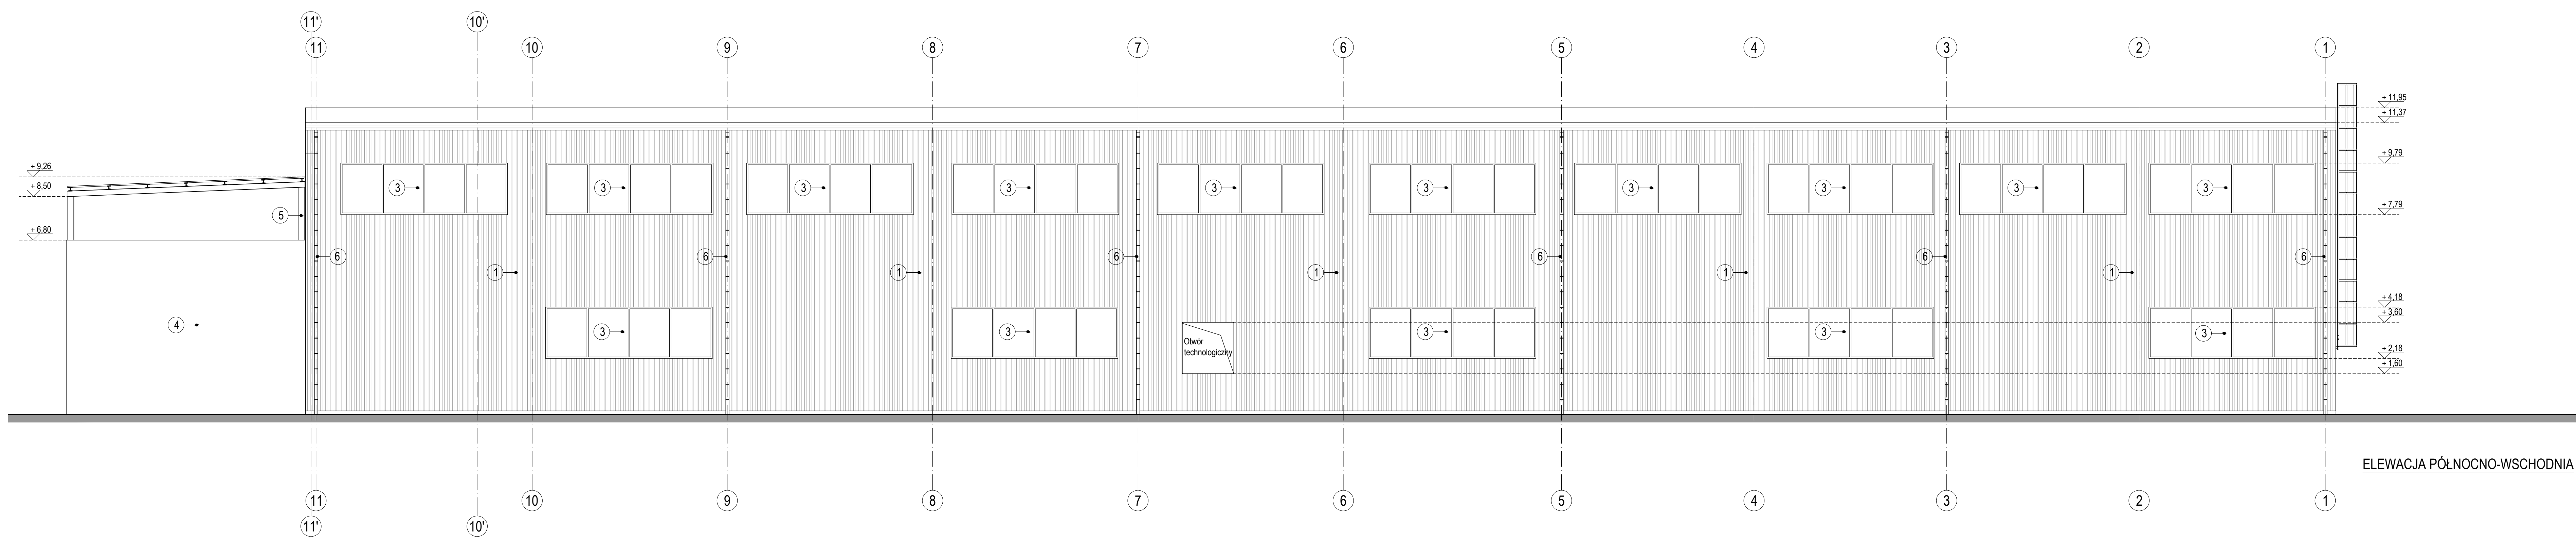 11' 10'
11 10 9 8 7 6 5 4 3 2 1
+ 11,95
+ 11,37
+ 9,26
+ 9,79
+ 8,50
3 3 3 3 3 3 3 3 3 3
5
+ 7,79
+ 6,80
6 6 6 6 6 6
1 1 1 1 1
+ 4,18
+ 3,60
4
3 3 3 3 3
Otwór
technologiczny
+ 2,18
+ 1,60
ELEWACJA PÓŁNOCNO-WSCHODNIA
11 10 9 8 7 6 5 4 3 2 1
11' 10'